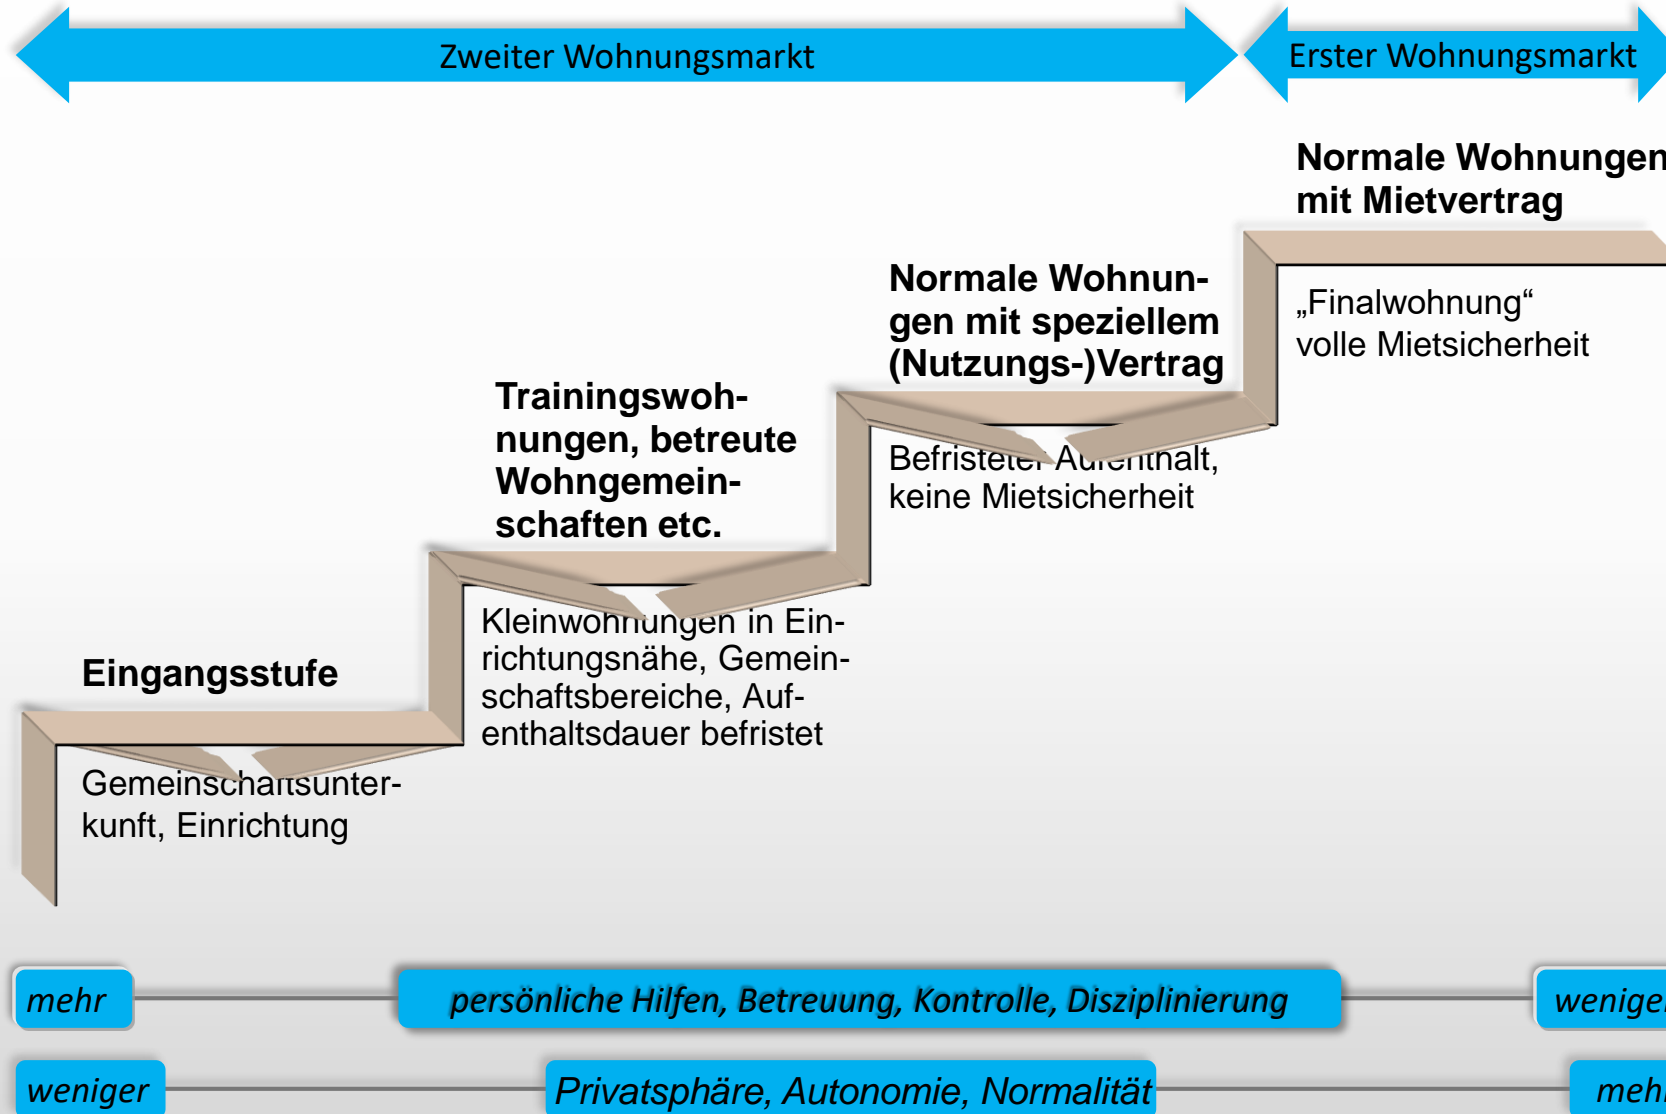 Zweiter Wohnungsmarkt
Erster Wohnungsmarkt
Normale Wohnungen
mit Mietvertrag
„Finalwohnung“
volle Mietsicherheit
Normale Wohnun-
gen mit speziellem
(Nutzungs-)Vertrag
Befristeter Aufenthalt,
keine Mietsicherheit
Trainingswoh-
nungen, betreute
Wohngemein-
schaften etc.
Kleinwohnungen in Ein-
richtungsnähe, Gemein-
schaftsbereiche, Auf-
enthaltsdauer befristet
Eingangsstufe
Gemeinschaftsunter-
kunft, Einrichtung
mehr
persönliche Hilfen, Betreuung, Kontrolle, Disziplinierung
weniger
weniger
Privatsphäre, Autonomie, Normalität
mehr